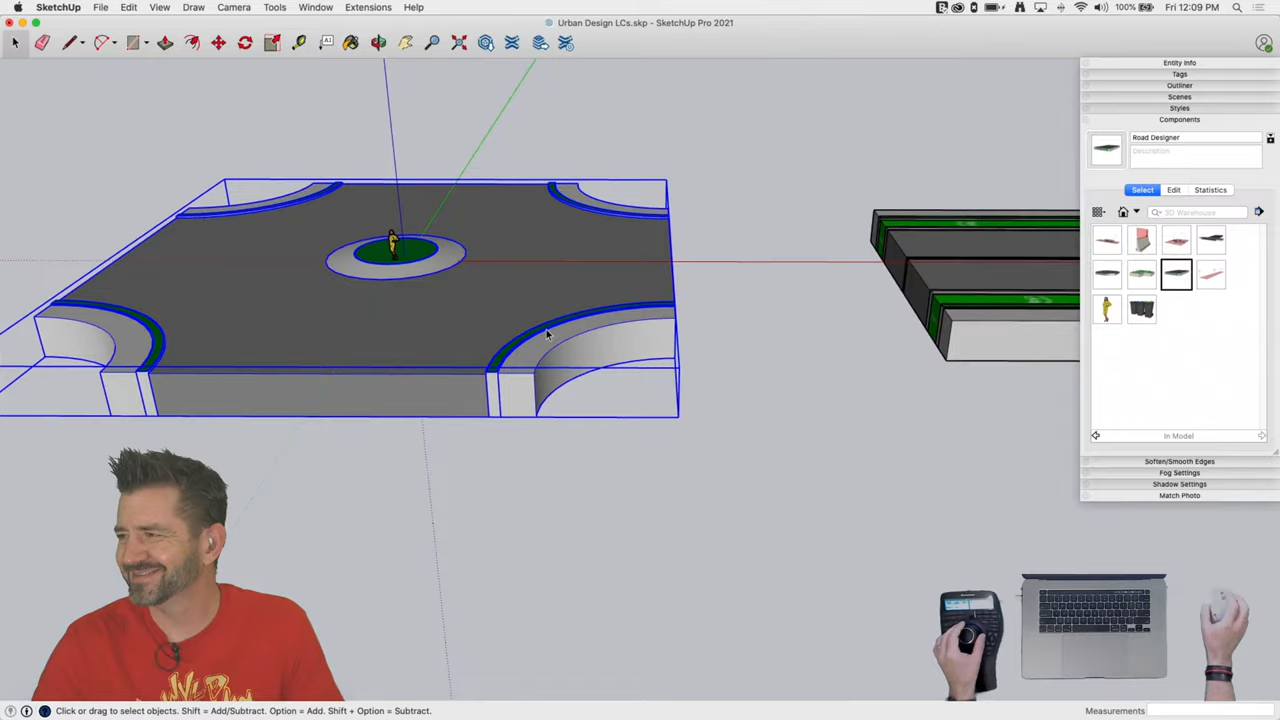 SketchUp File Edit View Draw Camera Tools Window Extensions Help 100% Fri 12:09 PM
Urban Design LCs.skp - SketchUp Pro 2021
Entity Info
Tags
Outliner
Scenes
Styles
Components
Road Designer
Description
Select Edit Statistics
3D Warehouse
In Model
Soften/Smooth Edges
Fog Settings
Shadow Settings
Match Photo
Click or drag to select objects. Shift = Add/Subtract. Option = Add. Shift + Option = Subtract.
Measurements